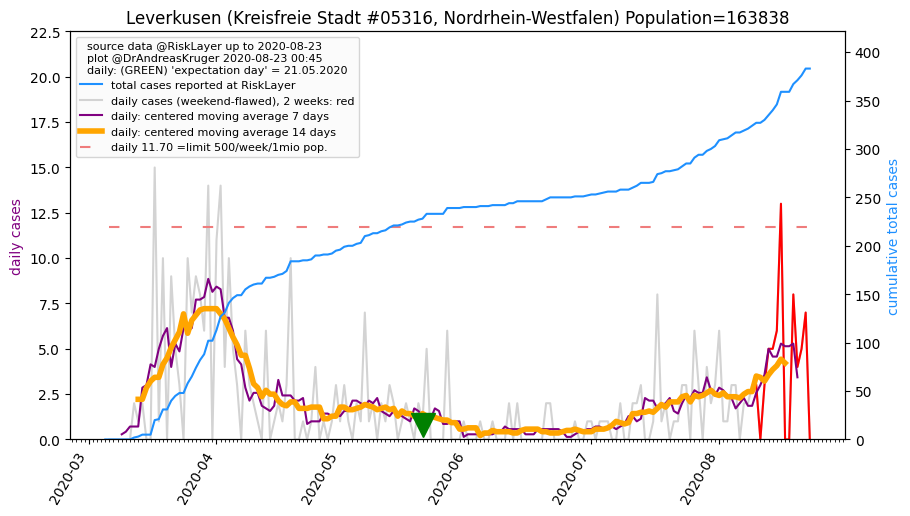 Leverkusen (Kreisfreie Stadt #05316, Nordrhein-Westfalen) Population=163838
source data @RiskLayer up to 2020-08-23
plot @DrAndreasKruger 2020-08-23 00:45
daily: (GREEN) 'expectation day' = 21.05.2020
total cases reported at RiskLayer
daily cases (weekend-flawed), 2 weeks: red
daily: centered moving average 7 days
daily: centered moving average 14 days
daily 11.70 =limit 500/week/1mio pop.
daily cases
22.5
20.0
17.5
15.0
12.5
10.0
7.5
5.0
2.5
0.0
cumulative total cases
400
350
300
250
200
150
100
50
0
2020-03
2020-04
2020-05
2020-06
2020-07
2020-08